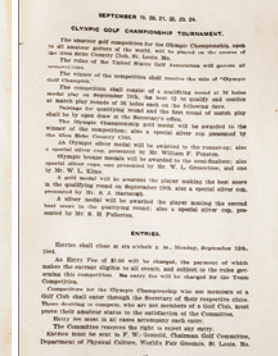 SEPTEMBER 19, 20, 21, 22, 23, 24.
OLYMPIC GOLF CHAMPIONSHIP TOURNAMENT.
The amateur golf competition for the Olympic Championship, open
to all amateur golfers of the world, will be played on the course of
the Glen Echo Country Club, St. Louis, Mo.
The rules of the United States Golf Association will govern all
competitions.
The winner of the competition shall receive the title of "Olympic
Golf Champion."
The competition shall consist of a qualifying round at 36 holes
medal play on September 19th, the best 32 to qualify and contine
at match play rounds of 36 holes each on the following days.
Pairings for qualifying round and the first round of match play
shall be by open draw at the Secretary's office.
The Olympic Championship gold medal will be awarded to the
winner of the competition; also a special silver cup presented by
the Glen Echo Country Club.
An Olympic silver medal will be awarded to the runner-up; also
a special silver cup, presented by Mr. William F.
Olympic bronze medals will be awarded to the semi-finalists; also
special silver cups, one presented by Mr. W. L. and one
by Mr. W. L. Kline.
A gold medal will be awarded the player making the best score
in the qualifying round on September 19th, also a special silver cup,
presented by Mr. S. J. Harbaugh.
A silver medal will be awarded the player making the second
best score in the qualifying round; also a special silver cup, pre-
sented by Mr. S. H. Fullerton.
ENTRIES.
Entries shall close at six o'clock p. m., Monday, September 12th,
1904.
An Entry Fee of $5.00 will be charged, the payment of which
makes the current eligible to all events, and subject to the rules gov-
erning this competition. No entry fee will be charged for the Team
Competition.
Competitors for the Olympic Championship who are members of a
Golf Club shall enter through the Secretary of their respective clubs.
Those desiring to compete, who are not members of a Golf Club, must
prove their amateur status to the satisfaction of the Committee.
Entry fee must in all cases accompany each entry.
The Committee reserves the right to reject any entry.
Entries must be sent to F. W. Gerould, Chairman Golf Committee,
Department of Physical Culture, World's Fair Grounds, St. Louis, Mo.